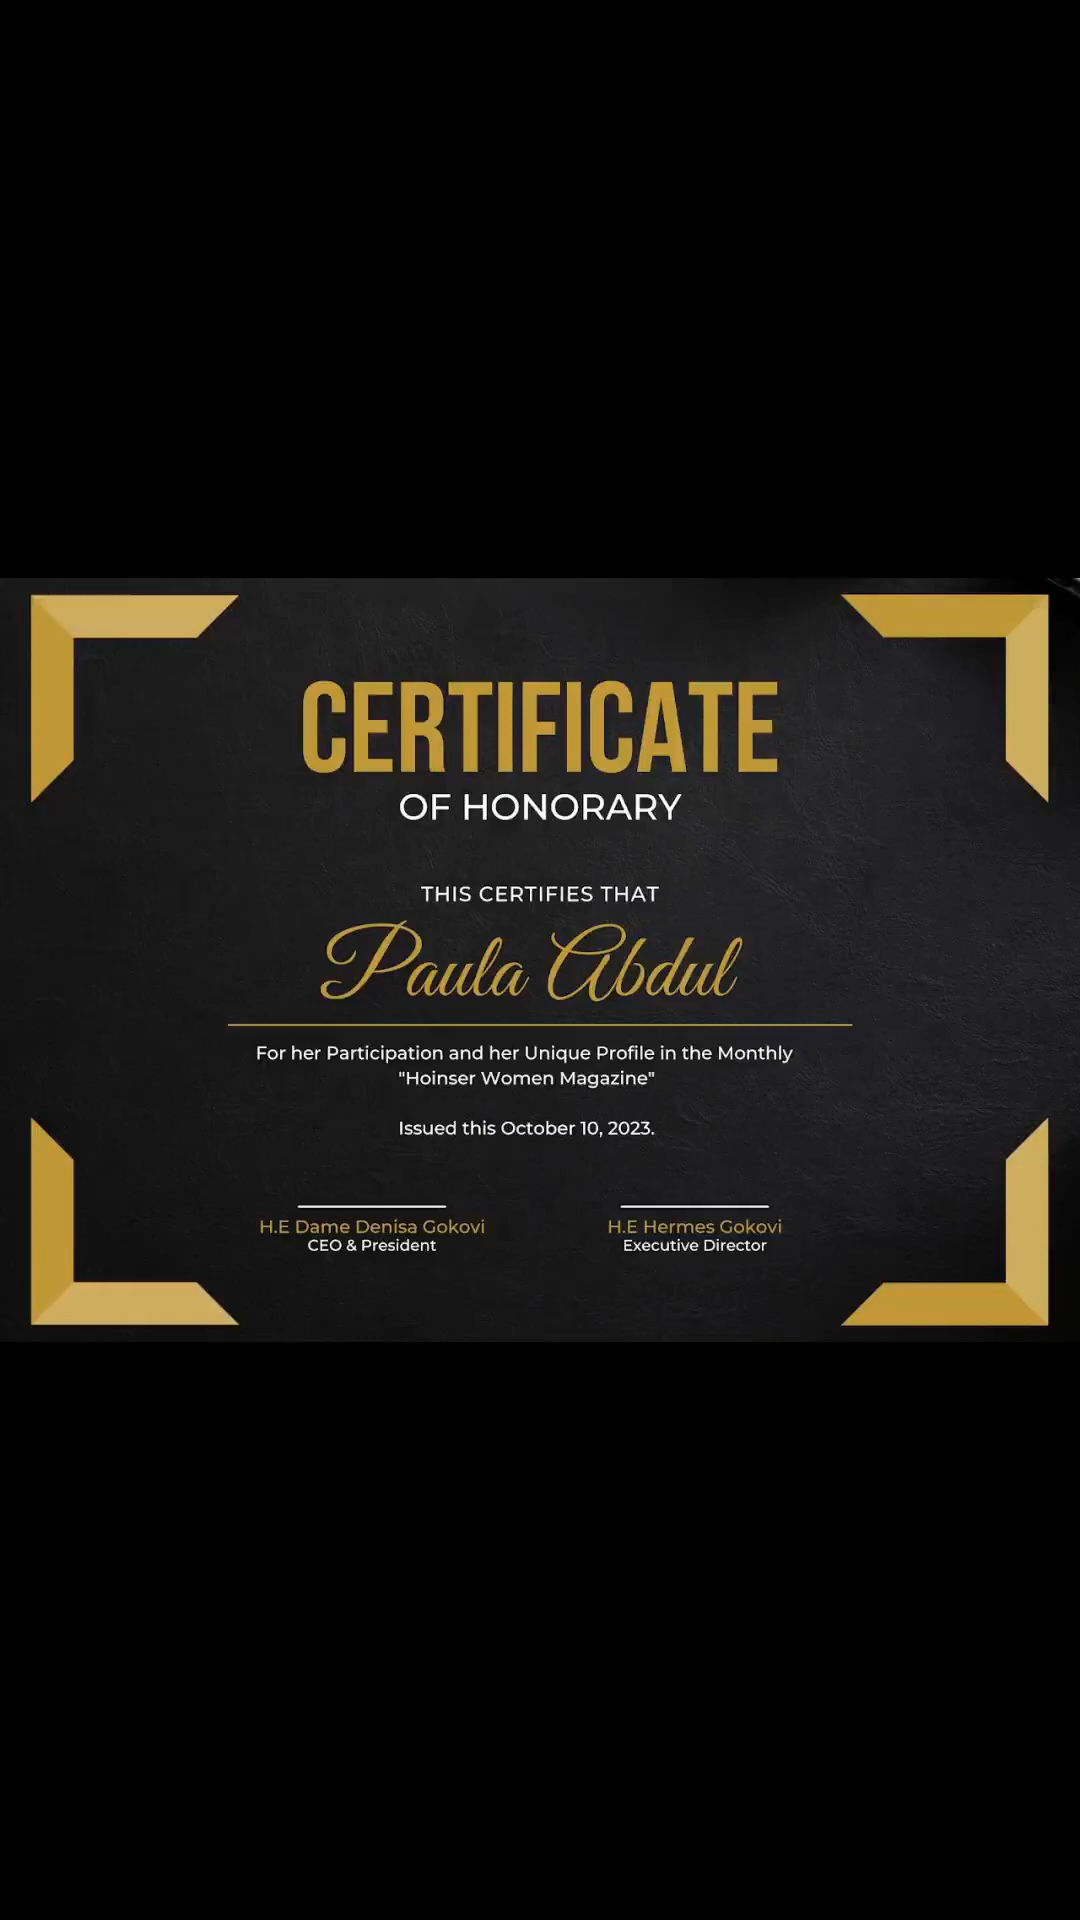 CERTIFICATE
OF HONORARY
THIS CERTIFIES THAT
Paula Abdul
For her Participation and her Unique Profile in the Monthly
"Hoinser Women Magazine"
Issued this October 10, 2023.
H.E Dame Denisa Gokovi
CEO & President
H.E Hermes Gokovi
Executive Director